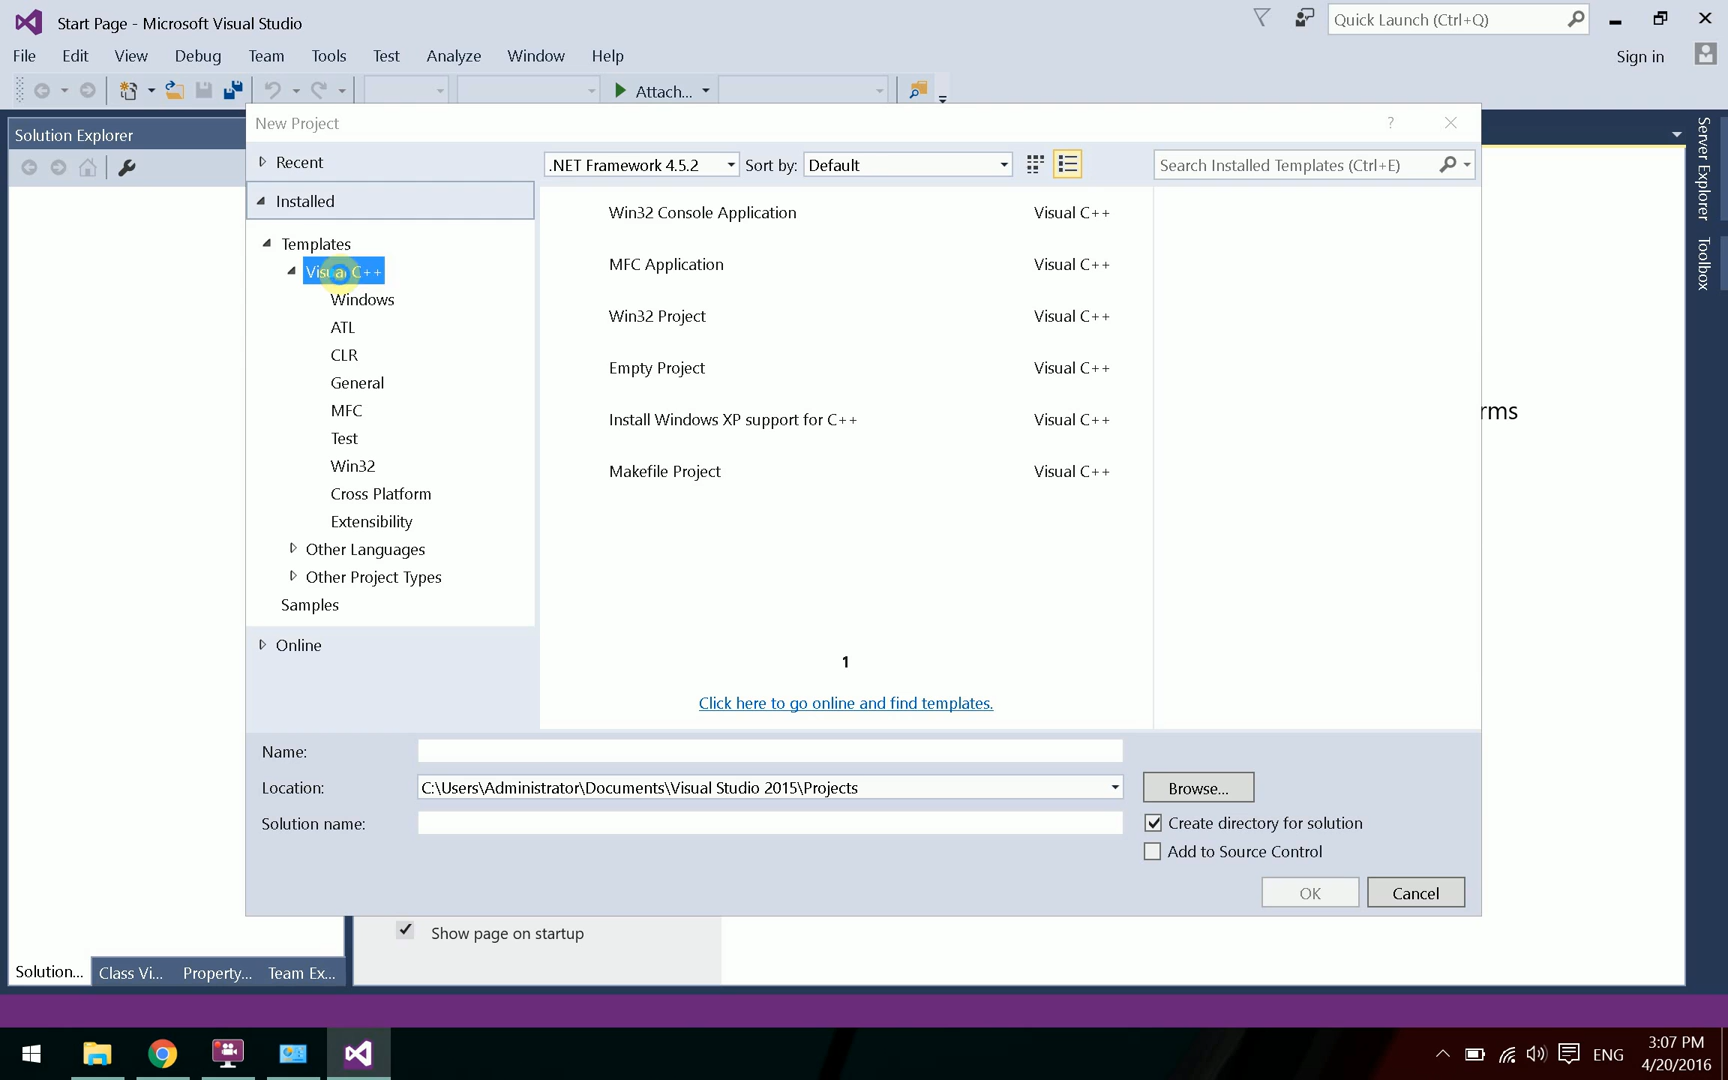 Start Page - Microsoft Visual Studio
Quick Launch (Ctrl+Q)
File Edit View Debug Team Tools Test Analyze Window Help
Sign in
Attach...
Solution Explorer
New Project
?
Recent
.NET Framework 4.5.2
Sort by:
Default
Search Installed Templates (Ctrl+E)
Installed
Templates
Visual C++
Windows
ATL
CLR
General
MFC
Test
Win32
Cross Platform
Extensibility
Other Languages
Other Project Types
Samples
Online
Win32 Console Application Visual C++
MFC Application Visual C++
Win32 Project Visual C++
Empty Project Visual C++
Install Windows XP support for C++ Visual C++
Makefile Project Visual C++
1
Click here to go online and find templates.
Server Explorer
Toolbox
rms
Name:
Location: C:\Users\Administrator\Documents\Visual Studio 2015\Projects
Browse...
Solution name:
Create directory for solution
Add to Source Control
OK
Cancel
Show page on startup
Solution... Class Vi... Property... Team Ex...
ENG
3:07 PM
4/20/2016